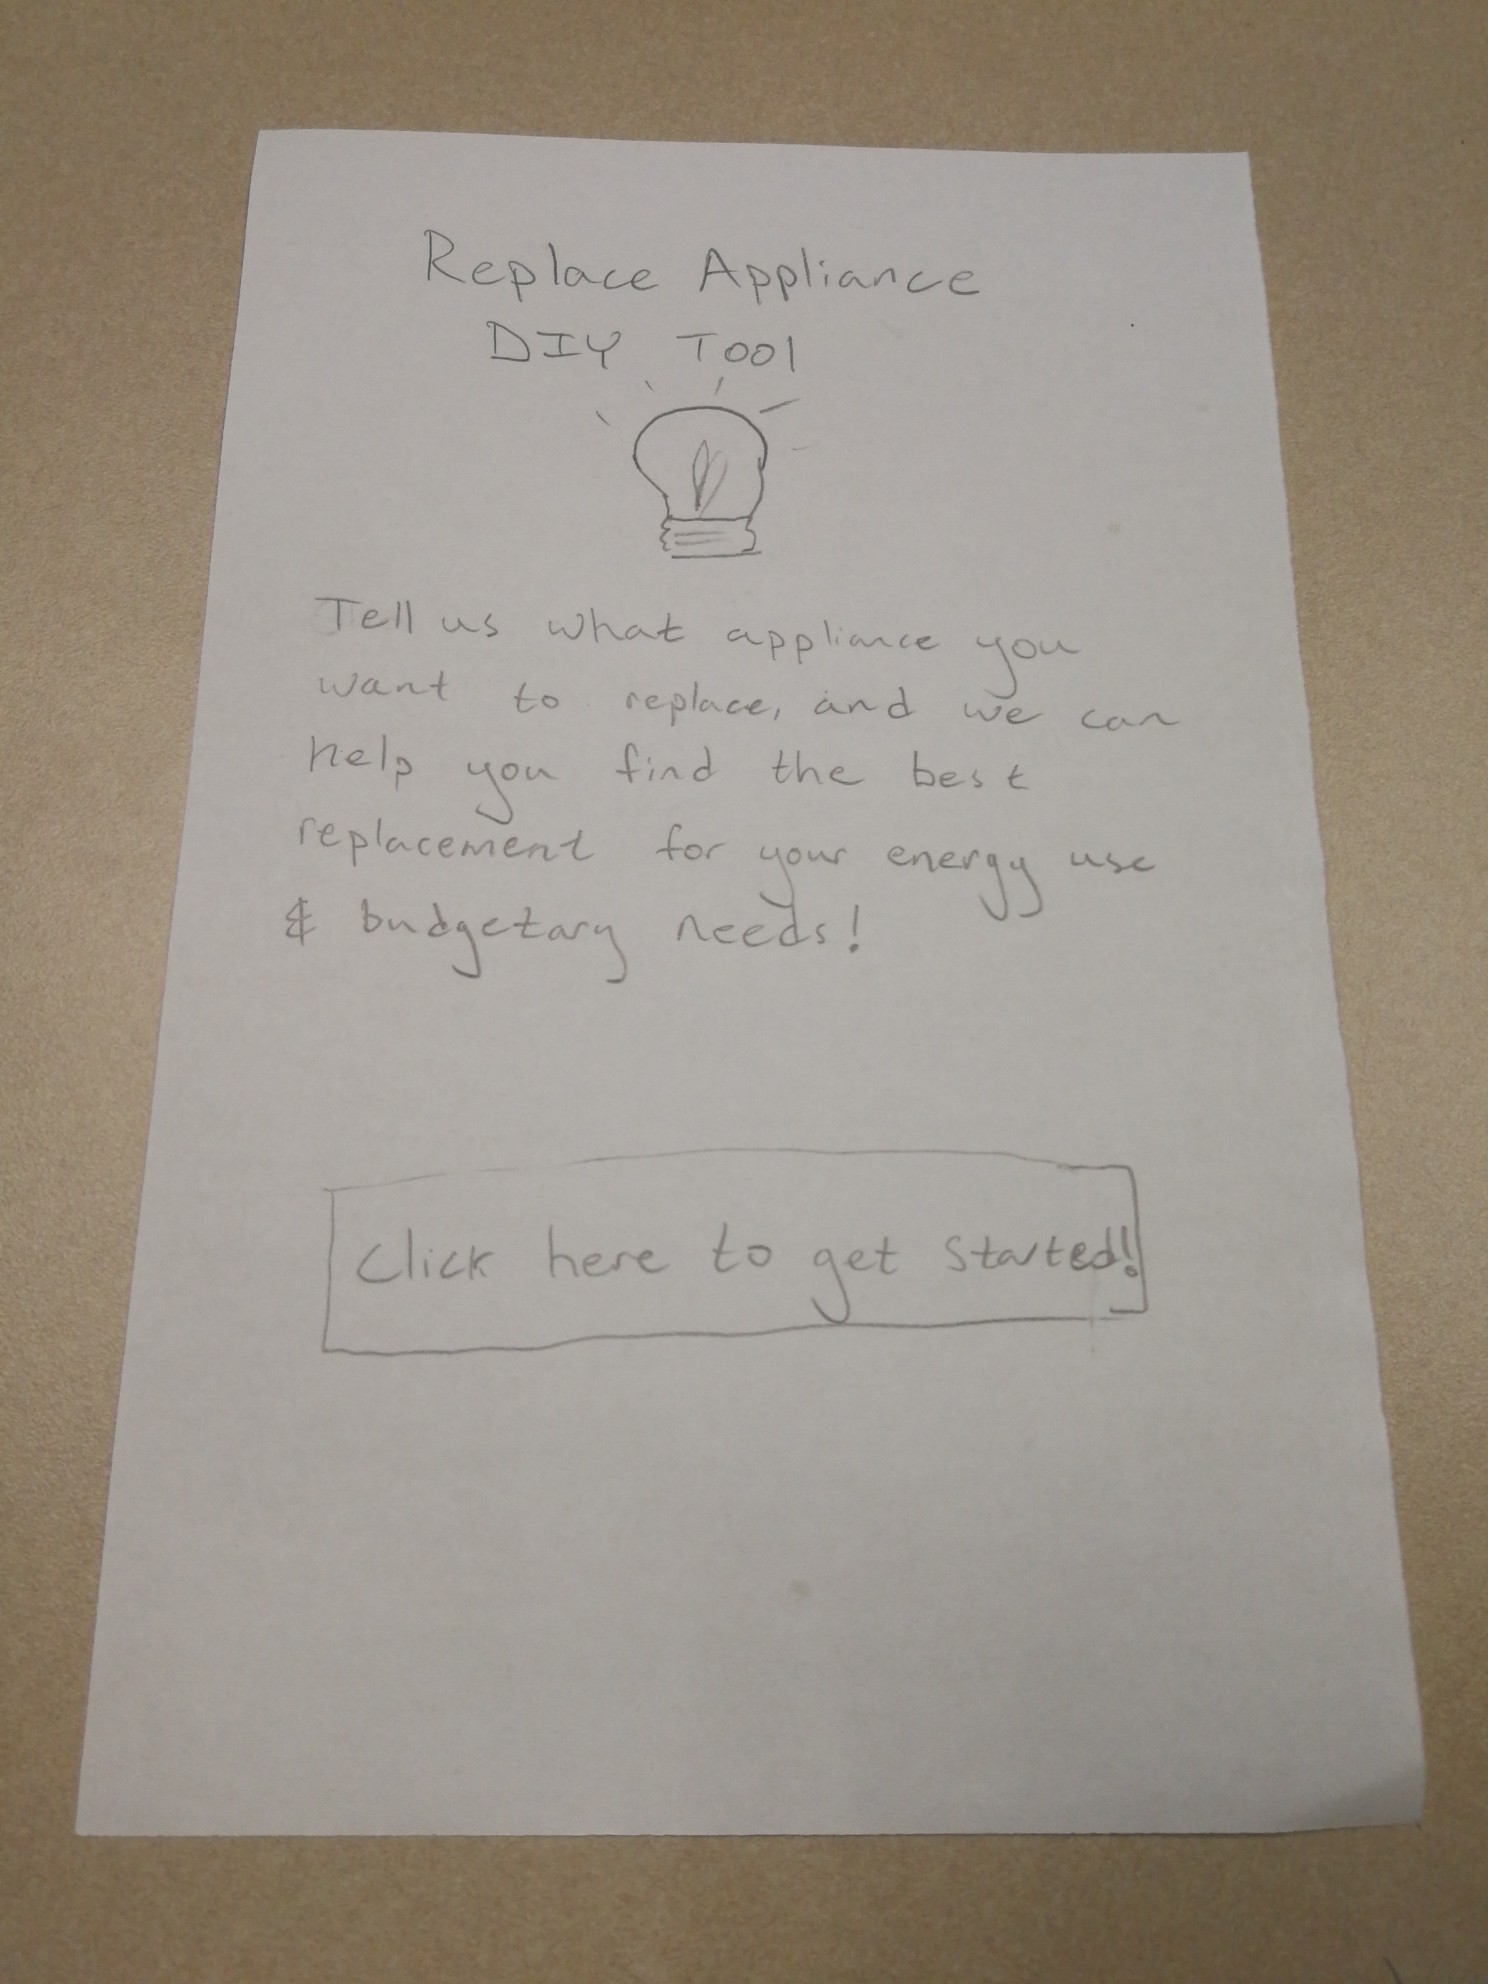 Replace Appliance
DIY Tool
Tell us what appliance you
want to replace, and we can
help you find the best
replacement for your energy use
& budgetary needs!
Click here to get started!